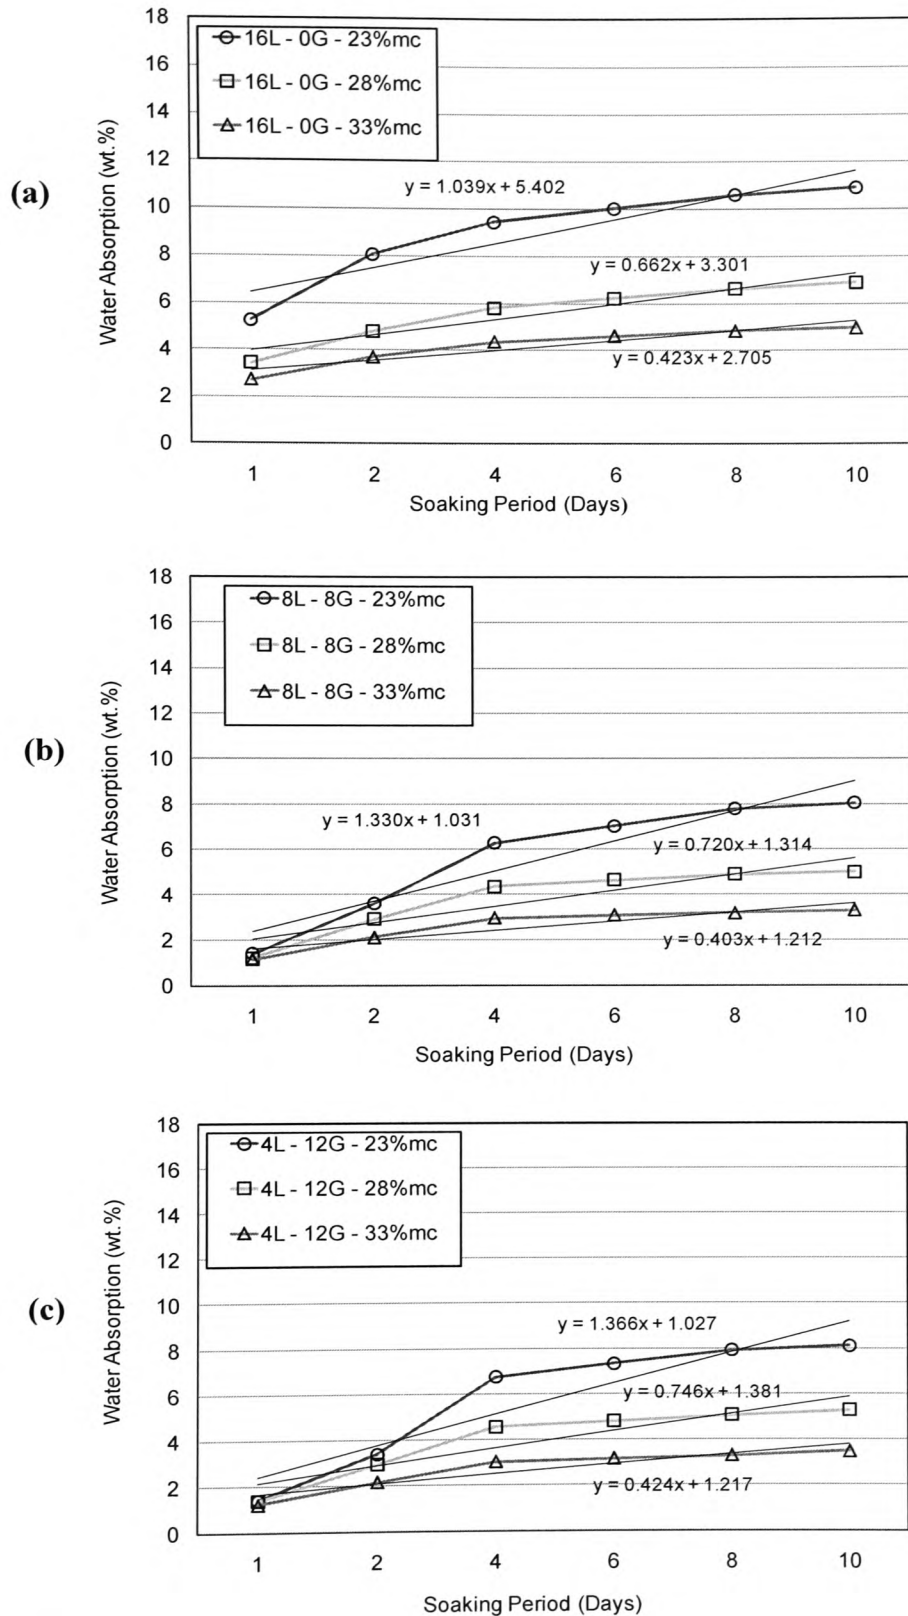 (a)
Water Absorption (wt.%)
18
16
14
12
10
8
6
4
2
0
16L - 0G - 23%mc
16L - 0G - 28%mc
16L - 0G - 33%mc
y = 1.039x + 5.402
y = 0.662x + 3.301
y = 0.423x + 2.705
1 2 4 6 8 10
Soaking Period (Days)
(b)
Water Absorption (wt.%)
18
16
14
12
10
8
6
4
2
0
8L - 8G - 23%mc
8L - 8G - 28%mc
8L - 8G - 33%mc
y = 1.330x + 1.031
y = 0.720x + 1.314
y = 0.403x + 1.212
1 2 4 6 8 10
Soaking Period (Days)
(c)
Water Absorption (wt.%)
18
16
14
12
10
8
6
4
2
0
4L - 12G - 23%mc
4L - 12G - 28%mc
4L - 12G - 33%mc
y = 1.366x + 1.027
y = 0.746x + 1.381
y = 0.424x + 1.217
1 2 4 6 8 10
Soaking Period (Days)